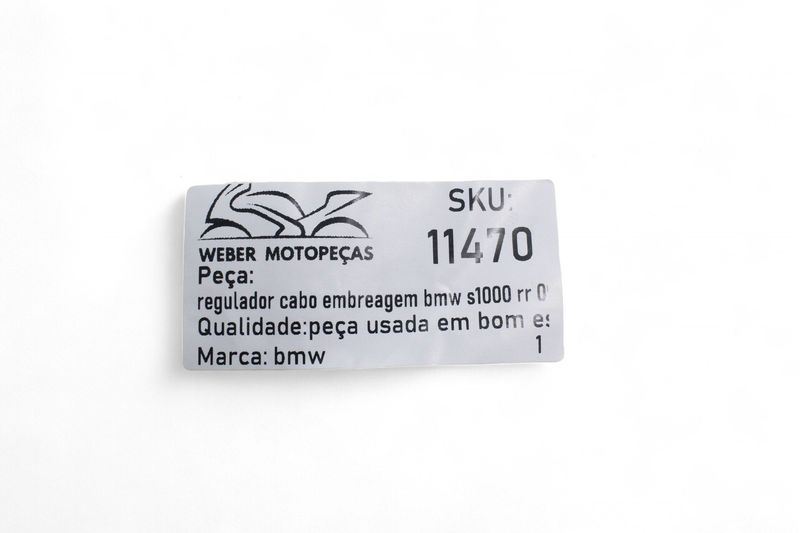 SKU:
11470
WEBER MOTOPEÇAS
Peça:
regulador cabo embreagem bmw s1000 rr
Qualidade:peça usada em bom
1
Marca: bmw